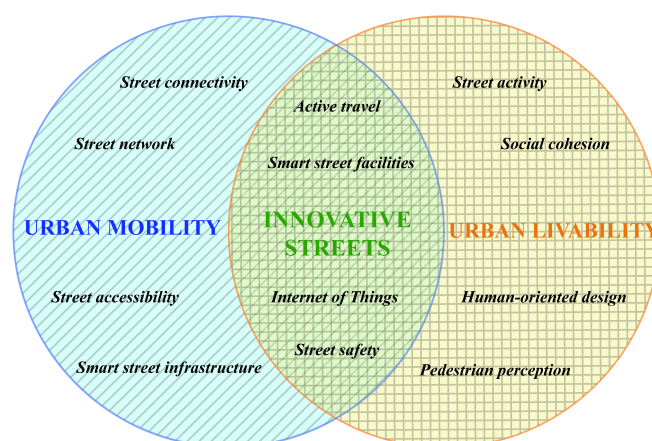 Street connectivity
Street activity
Active travel
Street network
Social cohesion
Smart street facilities
URBAN MOBILITY
INNOVATIVE
STREETS
URBAN LIVABILITY
Street accessibility
Internet of Things
Human-oriented design
Street safety
Smart street infrastructure
Pedestrian perception